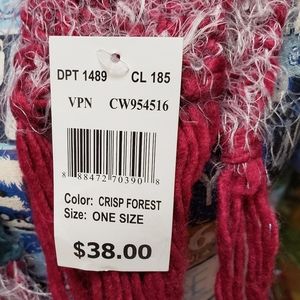 DPT 1489 CL 185
VPN CW954516
8 88472 70390 8
Color: CRISP FOREST
Size: ONE SIZE
$38.00